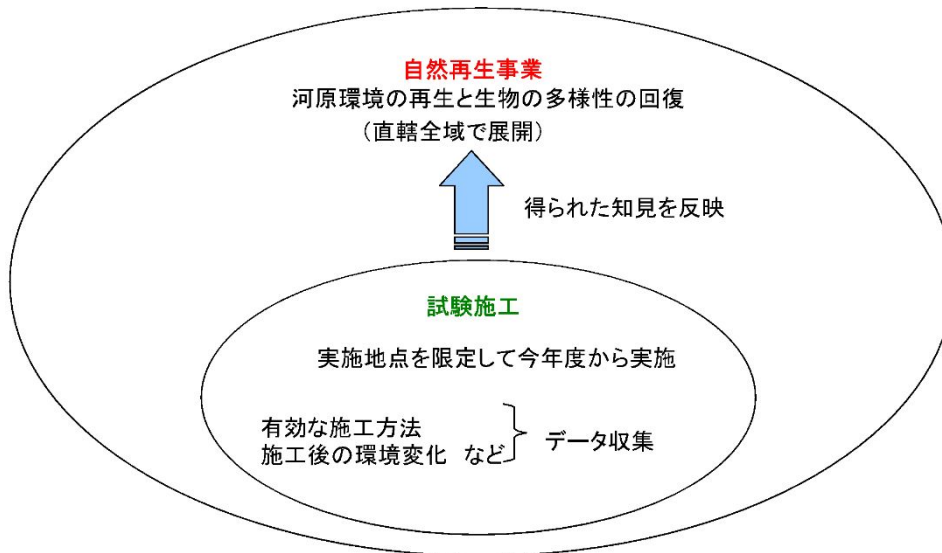 自然再生事業
河原環境の再生と生物の多様性の回復
（直轄全域で展開）
得られた知見を反映
試験施工
実施地点を限定して今年度から実施
有効な施工方法
施工後の環境変化 など
データ収集